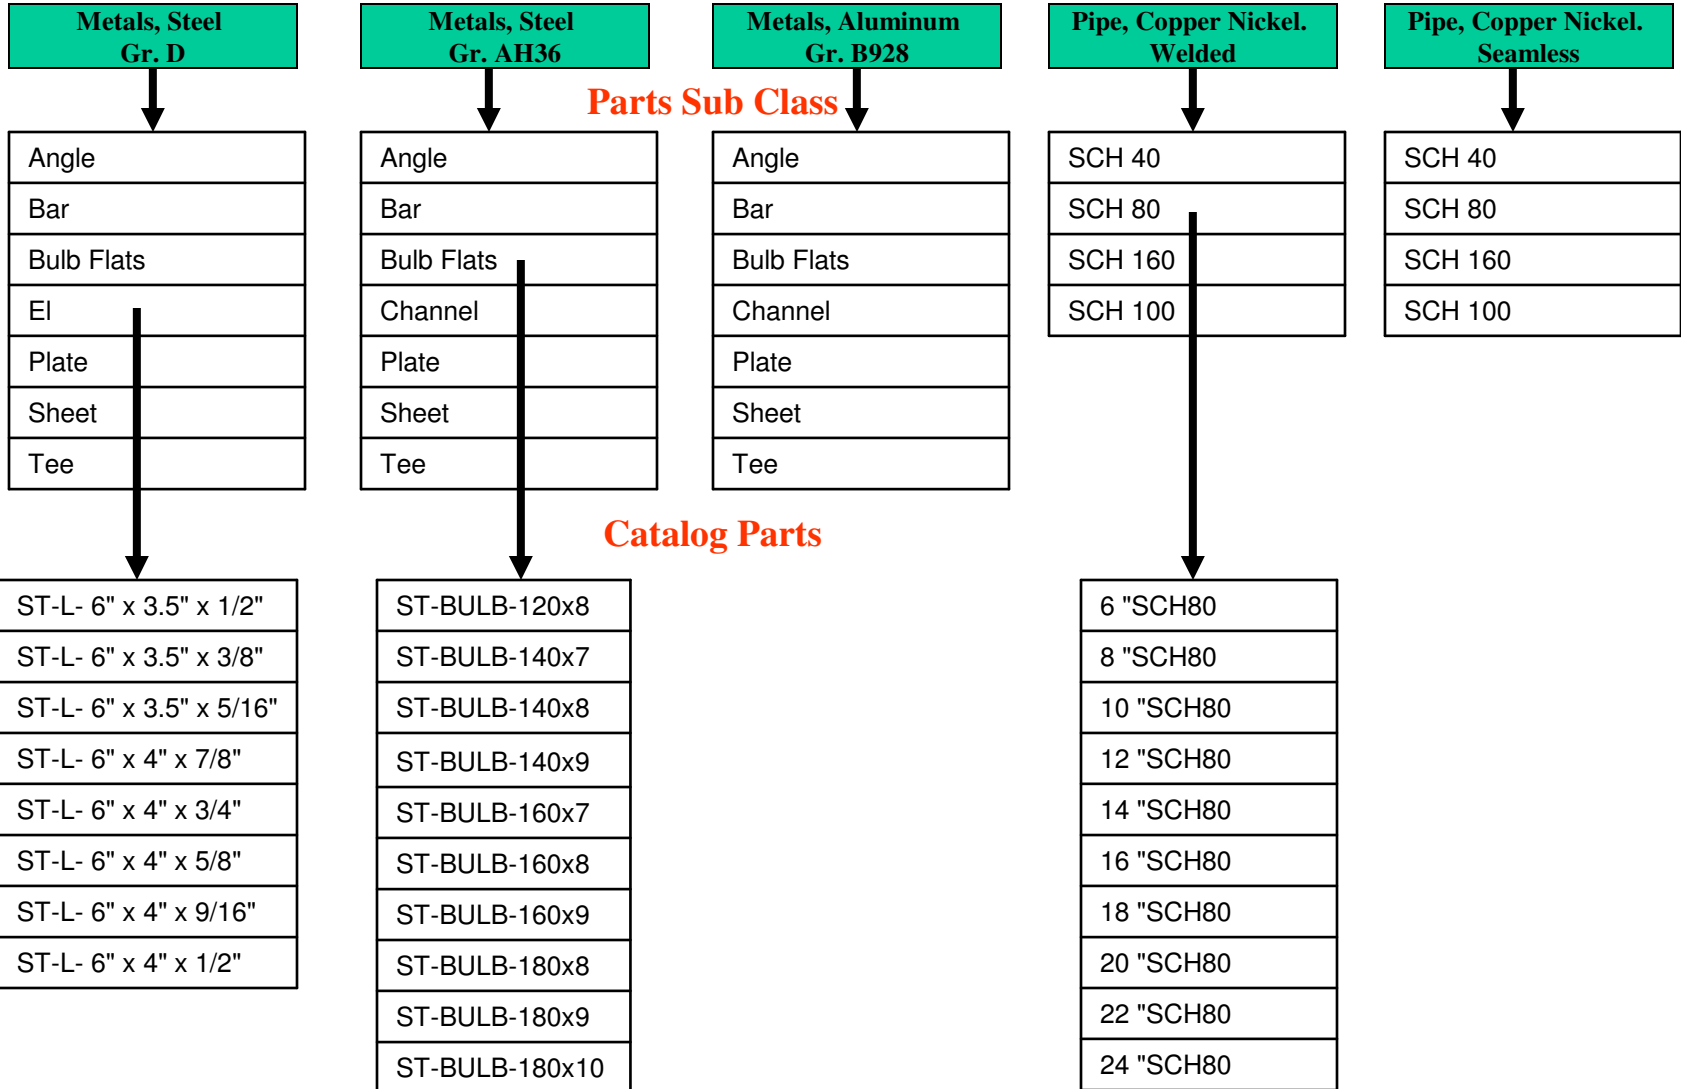 Metals, Steel
Gr. D
Metals, Steel
Gr. AH36
Metals, Aluminum
Gr. B928
Pipe, Copper Nickel.
Welded
Pipe, Copper Nickel.
Seamless
Parts Sub Class
Angle
Bar
Bulb Flats
El
Plate
Sheet
Tee
Angle
Bar
Bulb Flats
Channel
Plate
Sheet
Tee
Angle
Bar
Bulb Flats
Channel
Plate
Sheet
Tee
SCH 40
SCH 80
SCH 160
SCH 100
SCH 40
SCH 80
SCH 160
SCH 100
Catalog Parts
ST-L- 6" x 3.5" x 1/2"
ST-L- 6" x 3.5" x 3/8"
ST-L- 6" x 3.5" x 5/16"
ST-L- 6" x 4" x 7/8"
ST-L- 6" x 4" x 3/4"
ST-L- 6" x 4" x 5/8"
ST-L- 6" x 4" x 9/16"
ST-L- 6" x 4" x 1/2"
ST-BULB-120x8
ST-BULB-140x7
ST-BULB-140x8
ST-BULB-140x9
ST-BULB-160x7
ST-BULB-160x8
ST-BULB-160x9
ST-BULB-180x8
ST-BULB-180x9
ST-BULB-180x10
6 "SCH80
8 "SCH80
10 "SCH80
12 "SCH80
14 "SCH80
16 "SCH80
18 "SCH80
20 "SCH80
22 "SCH80
24 "SCH80